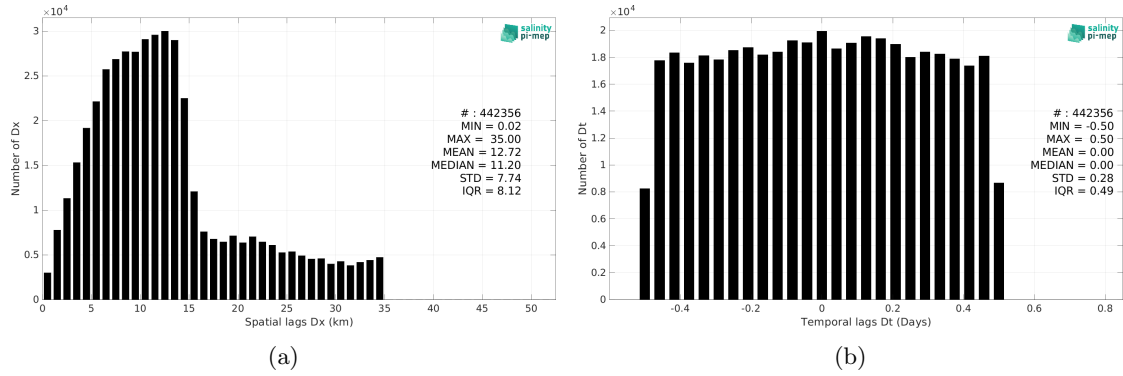 ×10⁴
3
2.5
2
1.5
1
0.5
0
0 5 10 15 20 25 30 35 40 45 50
Number of Dx
Spatial lags Dx (km)
salinity
pi-mep
# : 442356
MIN = 0.02
MAX = 35.00
MEAN = 12.72
MEDIAN = 11.20
STD = 7.74
IQR = 8.12
(a)
×10⁴
2
1.8
1.6
1.4
1.2
1
0.8
0.6
0.4
0.2
0
-0.4 -0.2 0 0.2 0.4 0.6 0.8
Number of Dt
Temporal lags Dt (Days)
salinity
pi-mep
# : 442356
MIN = -0.50
MAX = 0.50
MEAN = 0.00
MEDIAN = 0.00
STD = 0.28
IQR = 0.49
(b)